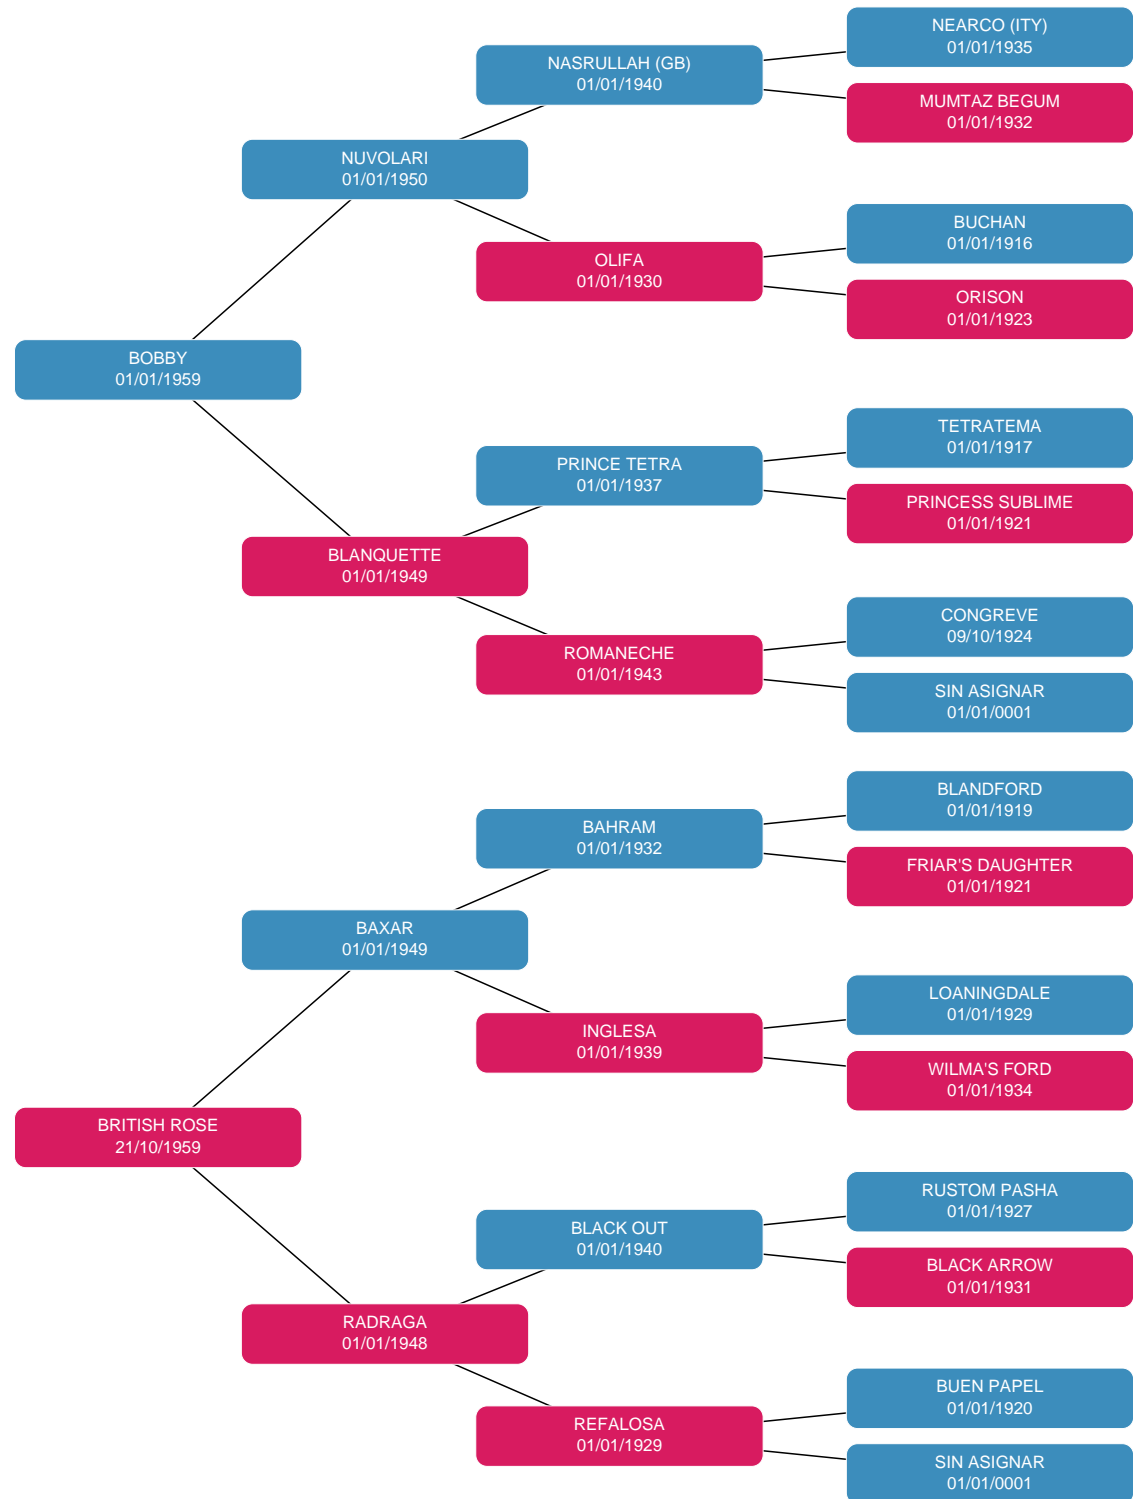 NEARCO (ITY)
01/01/1935
NASRULLAH (GB)
01/01/1940
MUMTAZ BEGUM
01/01/1932
NUVOLARI
01/01/1950
BUCHAN
01/01/1916
OLIFA
01/01/1930
ORISON
01/01/1923
BOBBY
01/01/1959
TETRATEMA
01/01/1917
PRINCE TETRA
01/01/1937
PRINCESS SUBLIME
01/01/1921
BLANQUETTE
01/01/1949
CONGREVE
09/10/1924
ROMANECHE
01/01/1943
SIN ASIGNAR
01/01/0001
BLANDFORD
01/01/1919
BAHRAM
01/01/1932
FRIAR'S DAUGHTER
01/01/1921
BAXAR
01/01/1949
LOANINGDALE
01/01/1929
INGLESA
01/01/1939
WILMA'S FORD
01/01/1934
BRITISH ROSE
21/10/1959
RUSTOM PASHA
01/01/1927
BLACK OUT
01/01/1940
BLACK ARROW
01/01/1931
RADRAGA
01/01/1948
BUEN PAPEL
01/01/1920
REFALOSA
01/01/1929
SIN ASIGNAR
01/01/0001